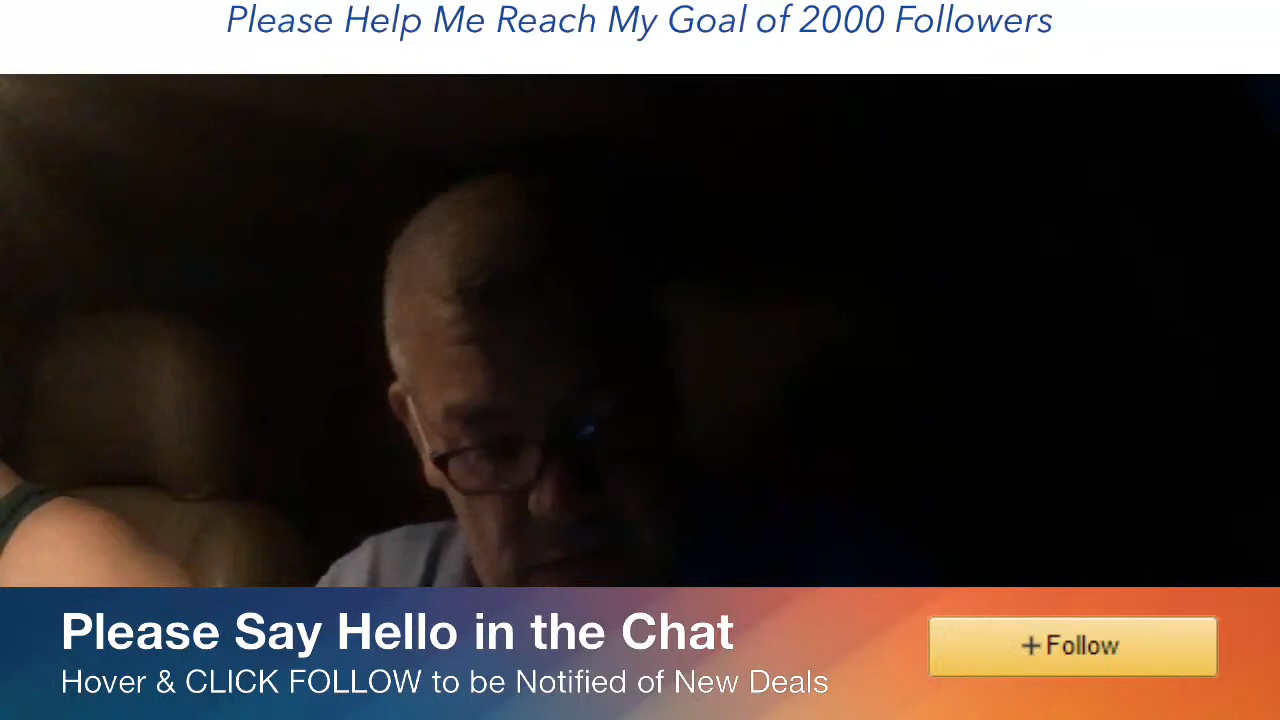 Please Help Me Reach My Goal of 2000 Followers
Please Say Hello in the Chat
+Follow
Hover & CLICK FOLLOW to be Notified of New Deals